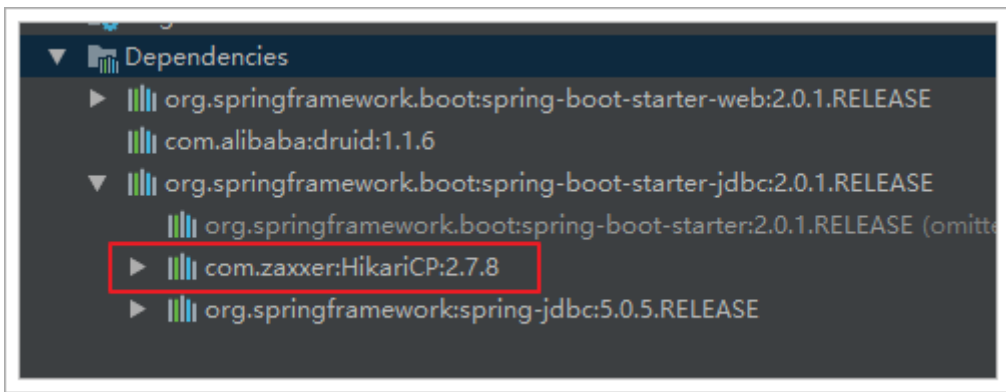 Dependencies
org.springframework.boot:spring-boot-starter-web:2.0.1.RELEASE
com.alibaba:druid:1.1.6
org.springframework.boot:spring-boot-starter-jdbc:2.0.1.RELEASE
org.springframework.boot:spring-boot-starter:2.0.1.RELEASE (omitte
com.zaxxer:HikariCP:2.7.8
org.springframework:spring-jdbc:5.0.5.RELEASE